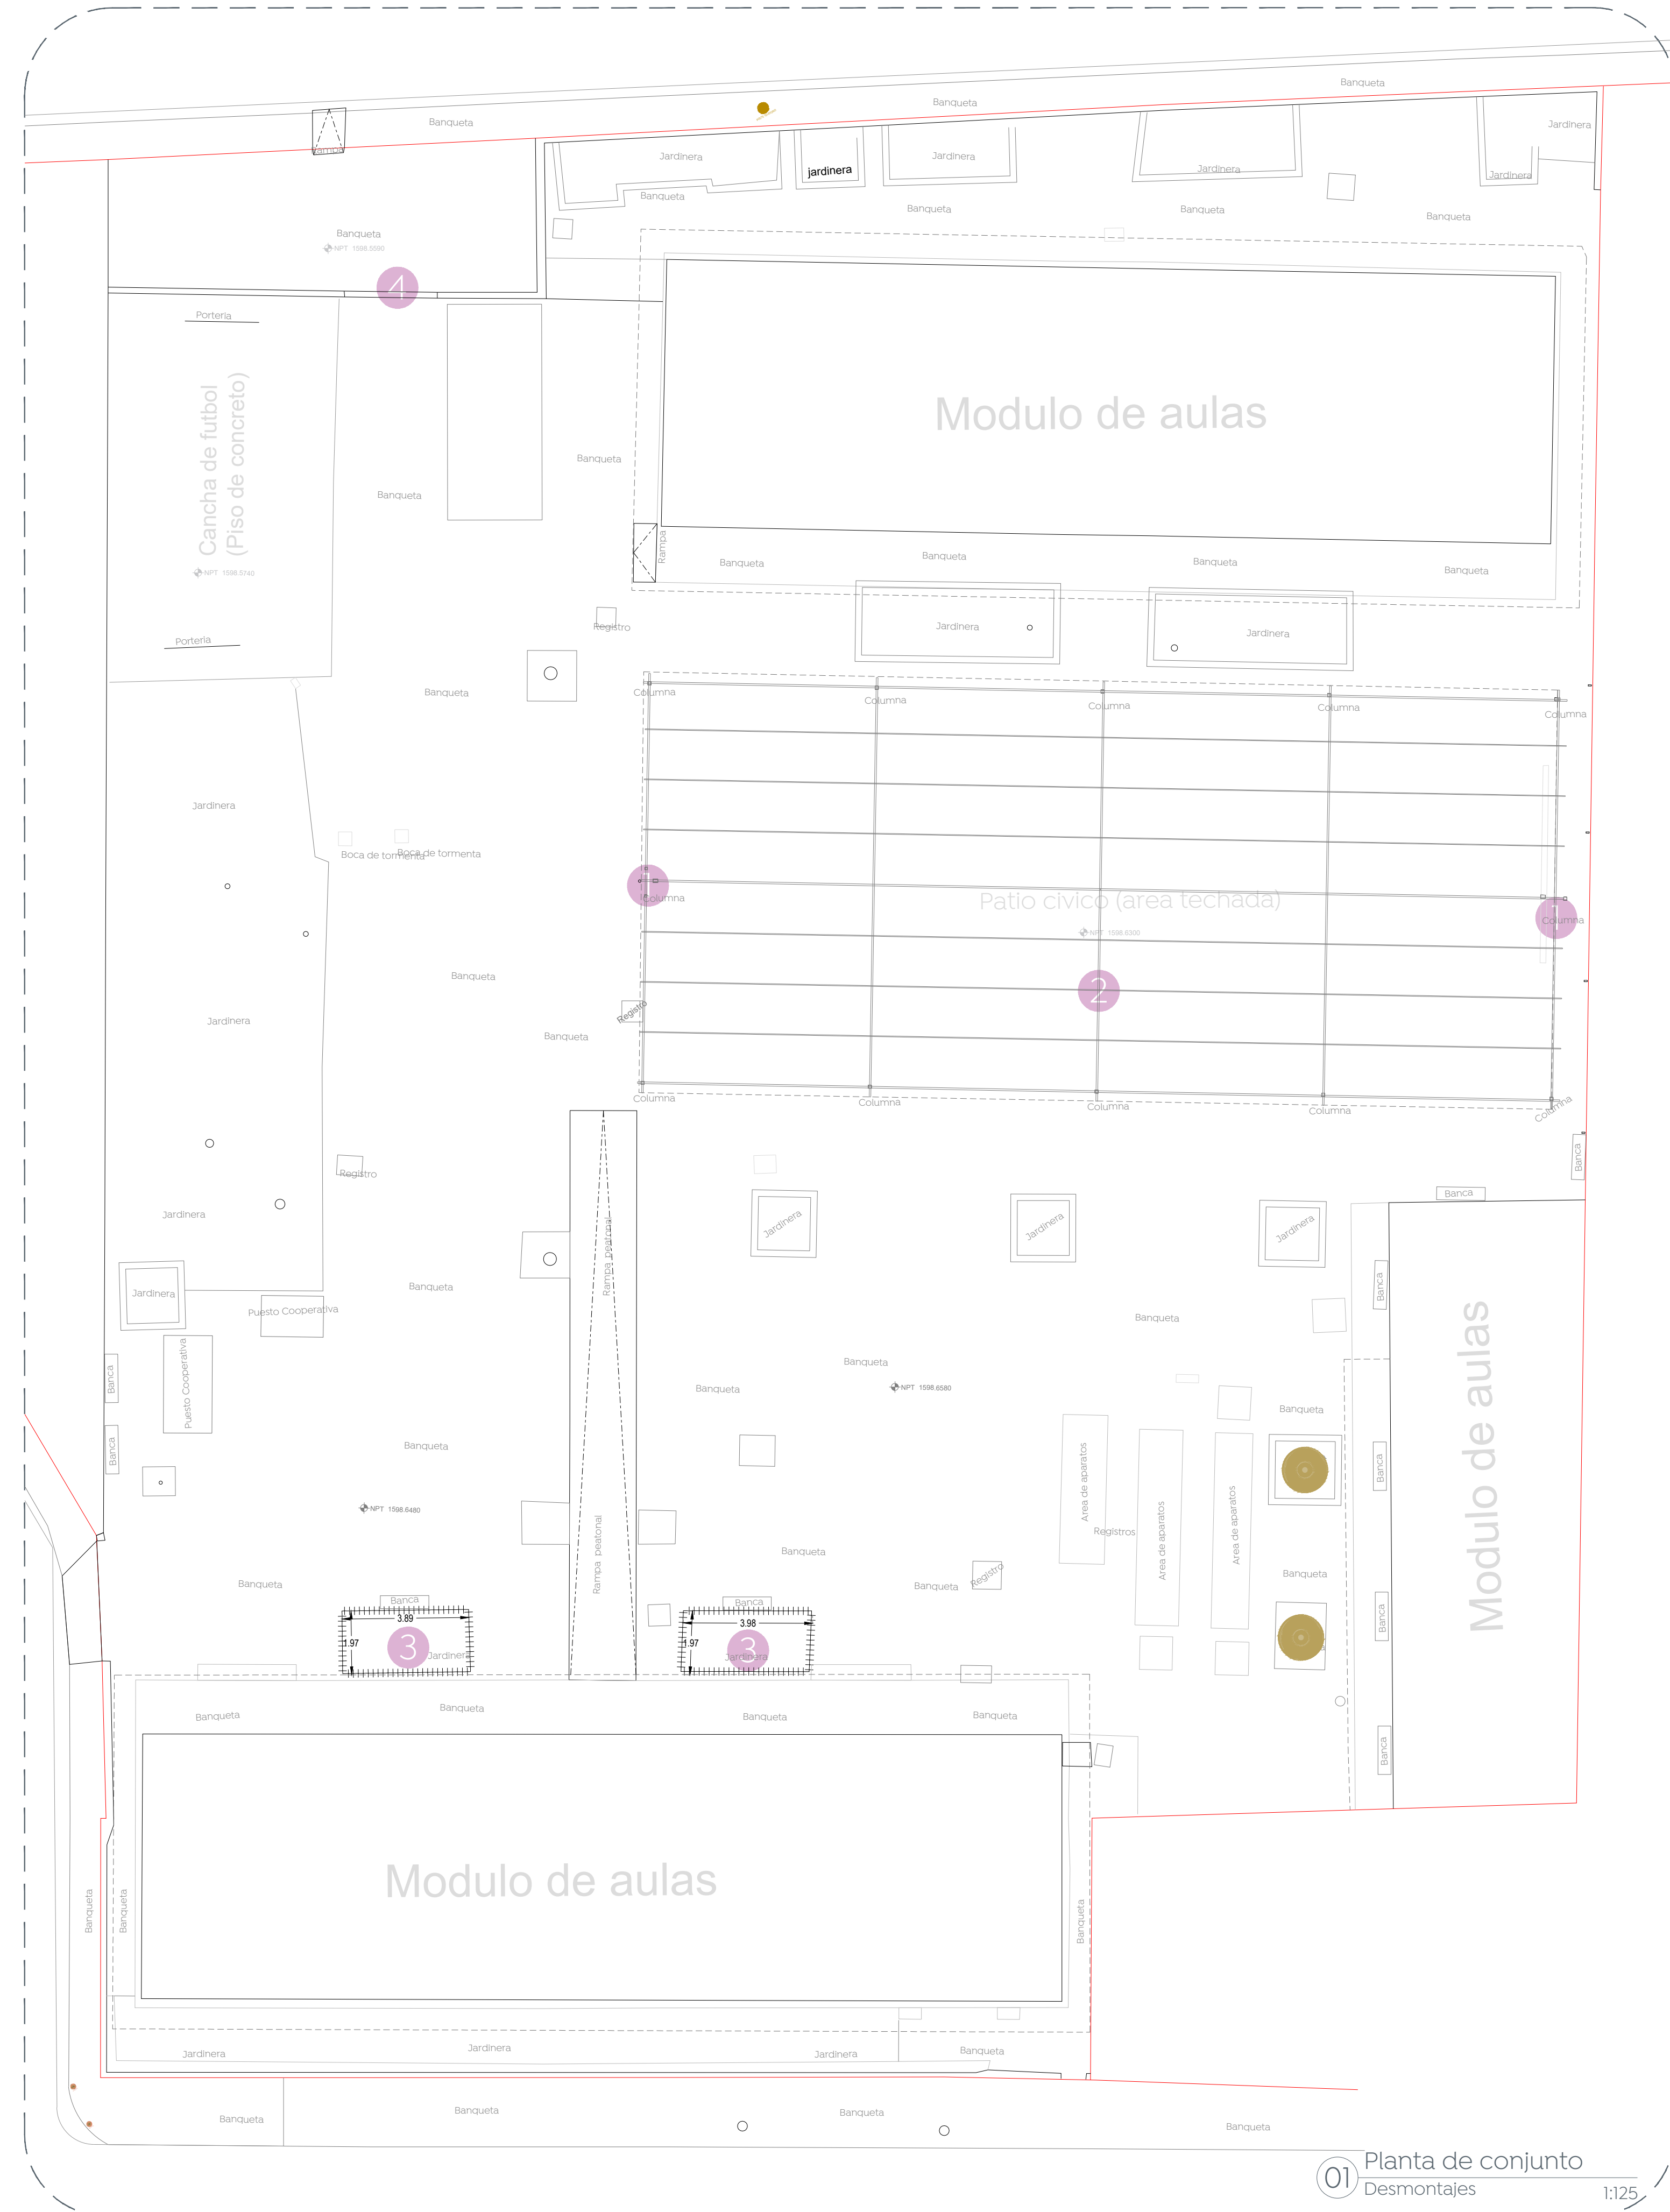 Banqueta
Banqueta
Banqueta
Rampa
Jardinera
jardinera
Jardinera
Jardinera
Jardinera
Jardinera
Banqueta
Banqueta
Banqueta
Banqueta
Banqueta
NPT 1598.5590
4
Porteria
Cancha de futbol
(Piso de concreto)
NPT 1598.5740
Porteria
Modulo de aulas
Banqueta
Banqueta
Rampa
Banqueta
Banqueta
Banqueta
Banqueta
Registro
Jardinera
Jardinera
Banqueta
Columna
Columna
Columna
Columna
Columna
Jardinera
Boca de tormenta
Boca de tormenta
1
Columna
Patio civico (area techada)
NPT 1598.6300
1
Columna
2
Banqueta
Registro
Jardinera
Banqueta
Columna
Columna
Columna
Columna
Columna
Banca
Registro
Banca
Jardinera
Jardinera
Jardinera
Jardinera
Rampa peatonal
Banqueta
Jardinera
Puesto Cooperativa
Puesto Cooperativa
Banca
Banca
Banqueta
Banqueta
Banqueta
NPT 1598.6580
Banca
Modulo de aulas
Banqueta
Banqueta
NPT 1598.6480
Area de aparatos
Area de aparatos
Area de aparatos
Registros
Banca
Rampa peatonal
Banqueta
Banqueta
Registro
Banqueta
Banqueta
Banca
Banca
3.89
1.97
3
Jardinera
Banca
3.98
1.97
3
Jardinera
Banca
Banqueta
Banqueta
Banqueta
Banqueta
Modulo de aulas
Banqueta
Banqueta
Banqueta
Jardinera
Jardinera
Jardinera
Banqueta
Banqueta
Banqueta
Banqueta
Banqueta
01
Planta de conjunto
Desmontajes
1:125